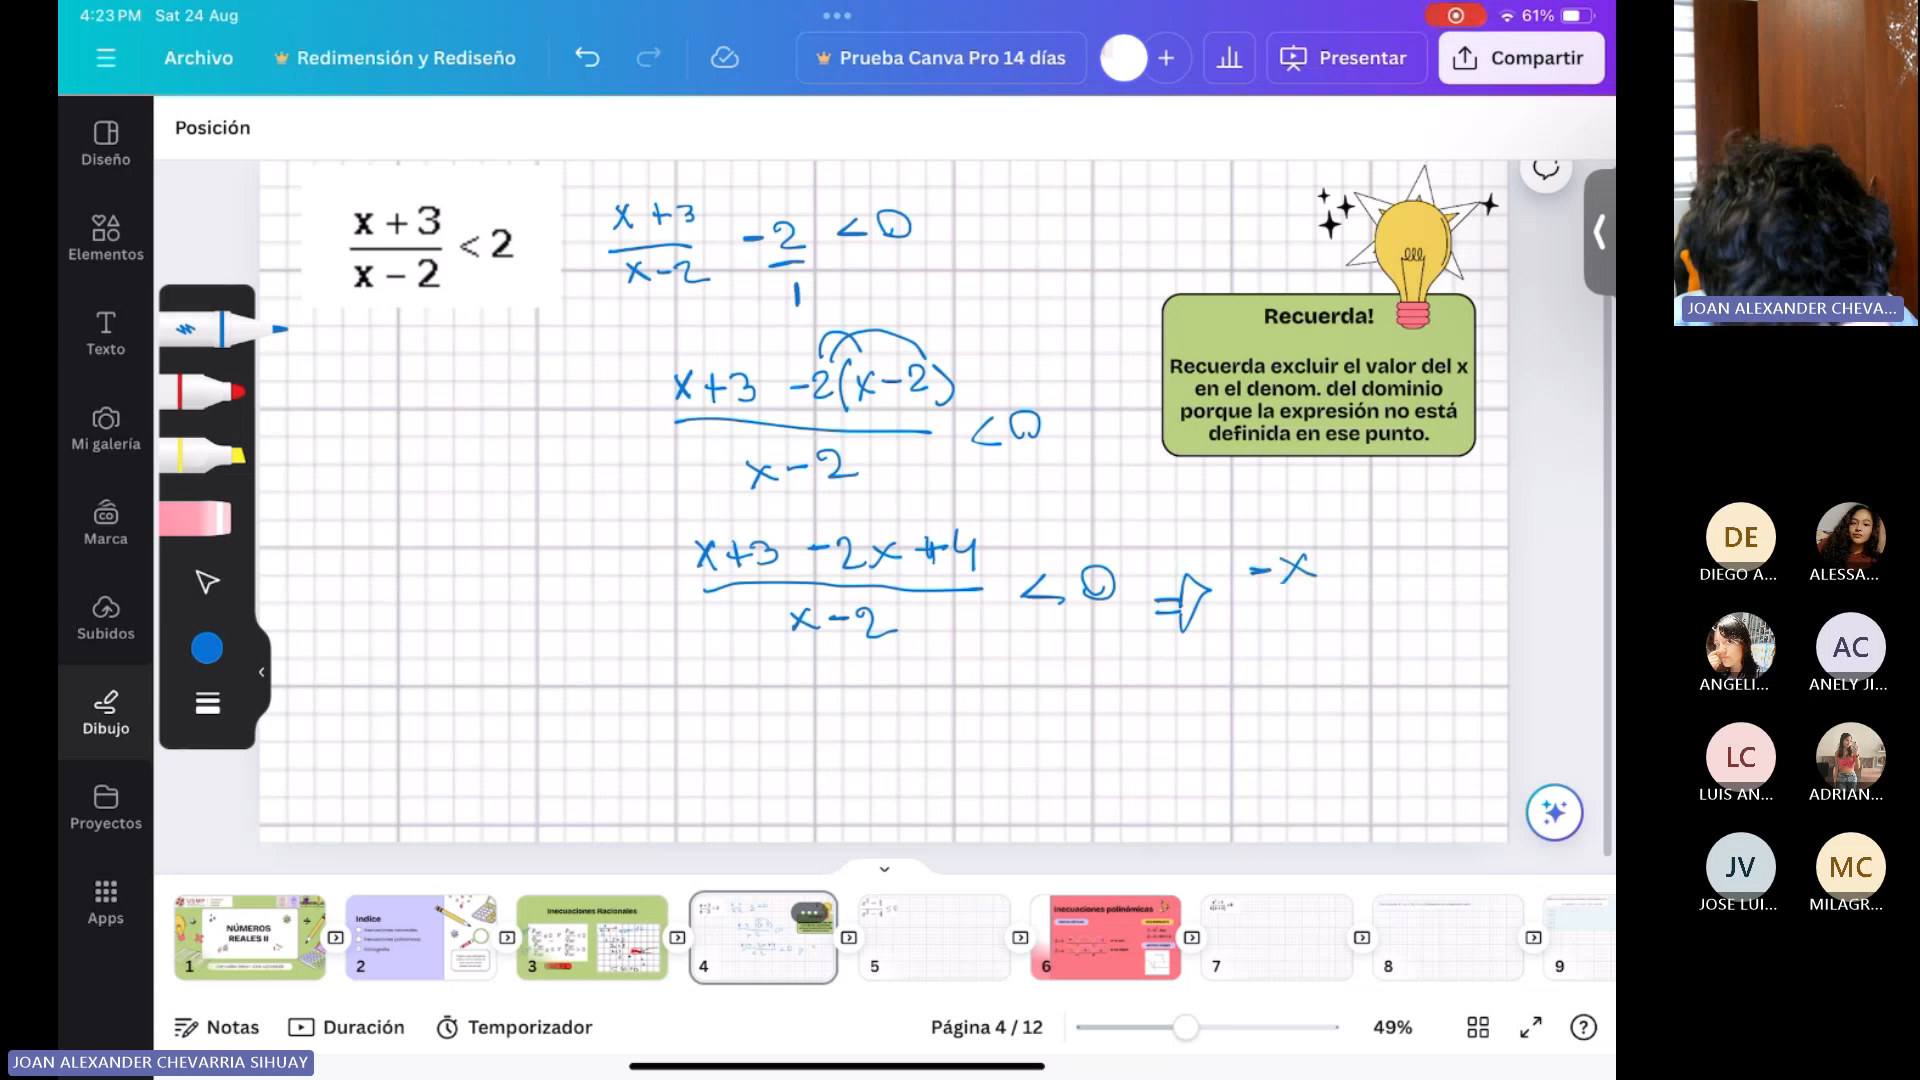 4:23 PM Sat 24 Aug
61%
Archivo
Redimensión y Rediseño
Prueba Canva Pro 14 días
Presentar
Compartir
Posición
Diseño
Elementos
Texto
Mi galería
Marca
Subidos
Dibujo
Proyectos
Apps
x + 3
x − 2
< 2
x + 3
x - 2
- 2
1
< 0
x + 3 - 2(x - 2)
x - 2
< 0
x + 3 - 2x + 4
x - 2
< 0
⇒ - x
Recuerda!
Recuerda excluir el valor del x
en el denom. del dominio
porque la expresión no está
definida en ese punto.
USMP
NÚMEROS
REALES II
1
Indice
2
Inecuaciones Racionales
3
4
5
Inecuaciones polinómicas
6
7
8
9
Notas
Duración
Temporizador
Página 4 / 12
49%
JOAN ALEXANDER CHEVARRIA SIHUAY
JOAN ALEXANDER CHEVA...
DE
DIEGO A...
ALESSA...
ANGELI...
AC
ANELY JI...
LC
LUIS AN...
ADRIAN...
JV
JOSE LUI...
MC
MILAGR...